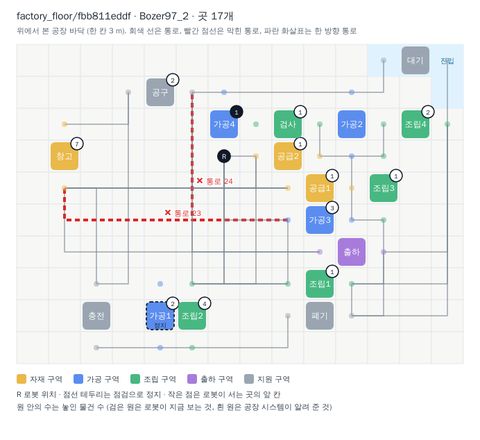 factory_floor/fbb811eddf · Bozer97_2 · 곳 17개
위에서 본 공장 바닥 (한 칸 3 m). 회색 선은 통로, 빨간 점선은 막힌 통로, 파란 화살표는 한 방향 통로
대기
진입
공구 2
가공4 1
검사 1
가공2
조립4 2
창고 7
R
공급2 1
통로 24
공급1 1
조립3 1
통로 23
가공3 3
출하
조립1 1
충전
가공1 2
정지
조립2 4
폐기
자재 구역
가공 구역
조립 구역
출하 구역
지원 구역
R 로봇 위치 · 점선 테두리는 점검으로 정지 · 작은 점은 로봇이 서는 곳의 앞 칸
원 안의 수는 놓인 물건 수 (검은 원은 로봇이 지금 보는 것, 흰 원은 공장 시스템이 알려 준 것)